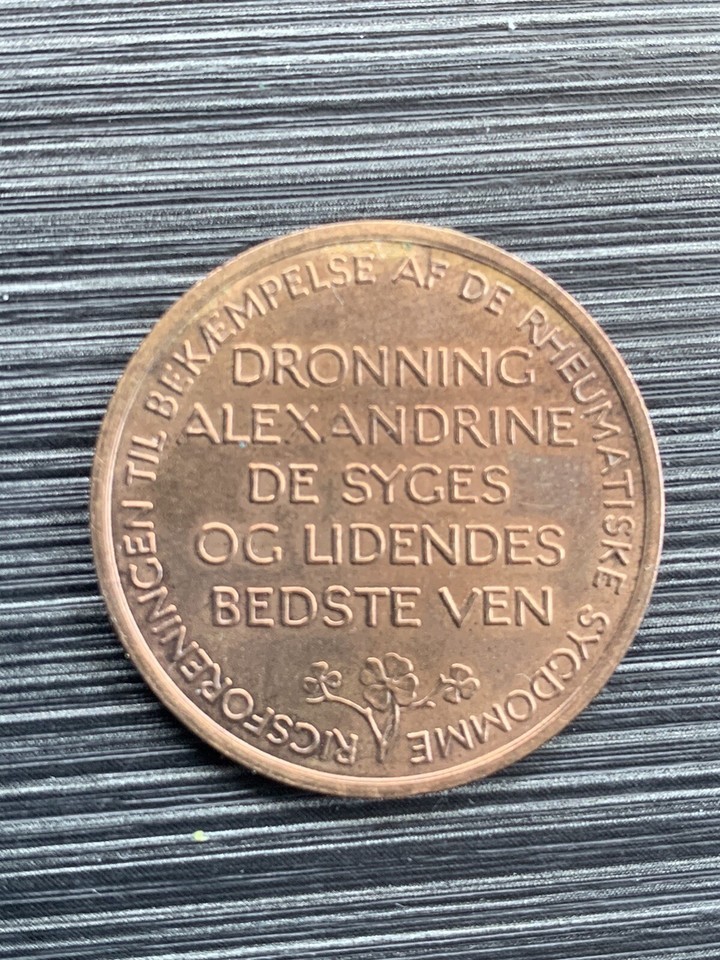 RIGSFORENINGEN TIL BEKÆMPELSE AF DE RHEUMATISKE SYGDOMME
DRONNING
ALEXANDRINE
DE SYGES
OG LIDENDES
BEDSTE VEN